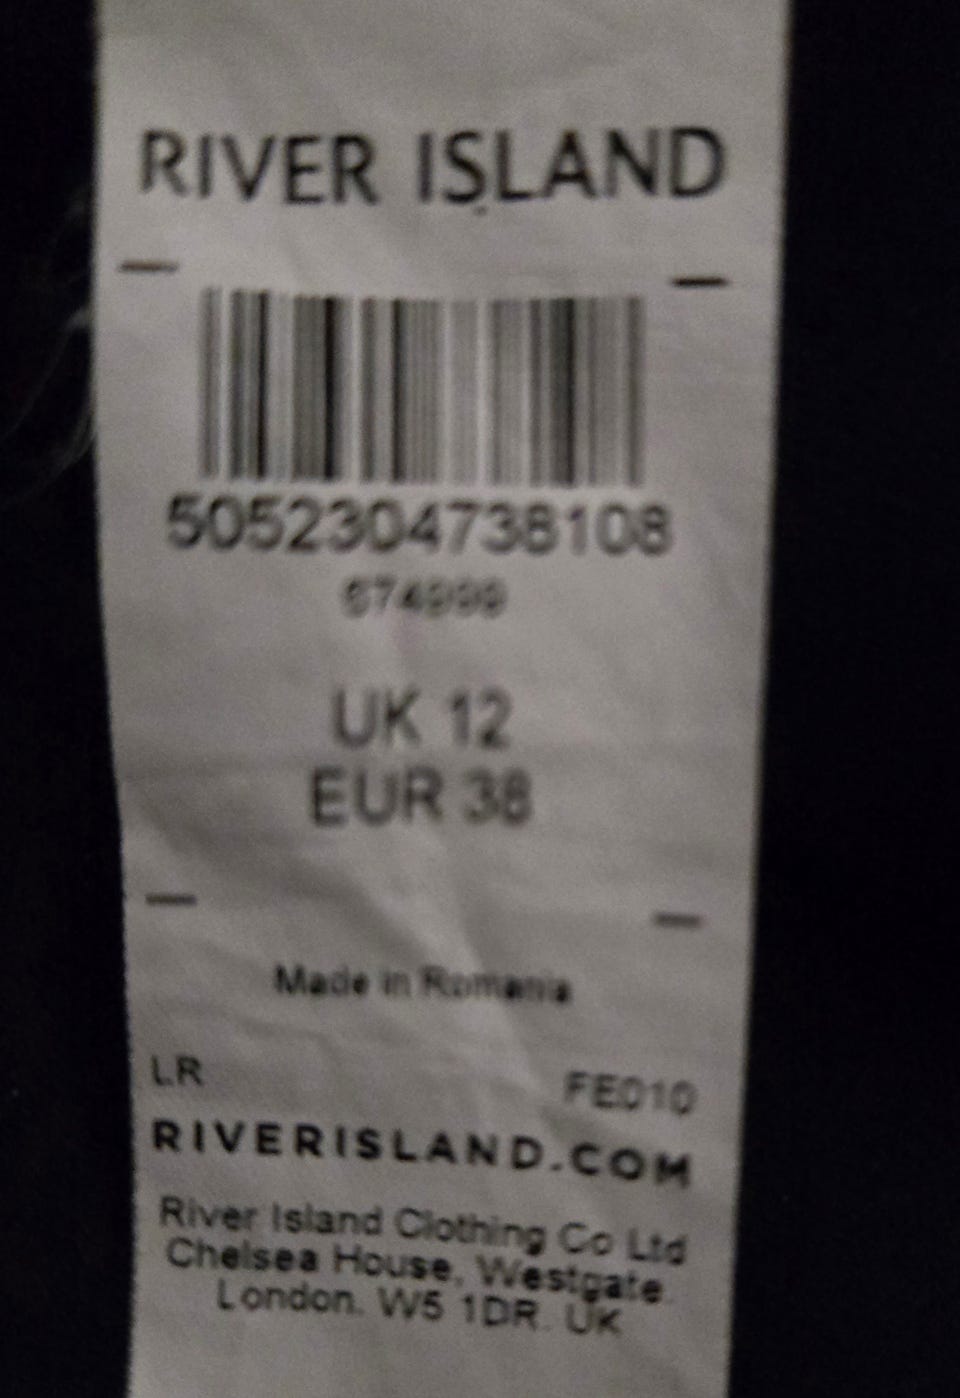 RIVER ISLAND
5052304738108
674999
UK 12
EUR 38
Made in Romania
LR FE010
RIVERISLAND.COM
River Island Clothing Co Ltd
Chelsea House, Westgate.
London. W5 1DR. UK